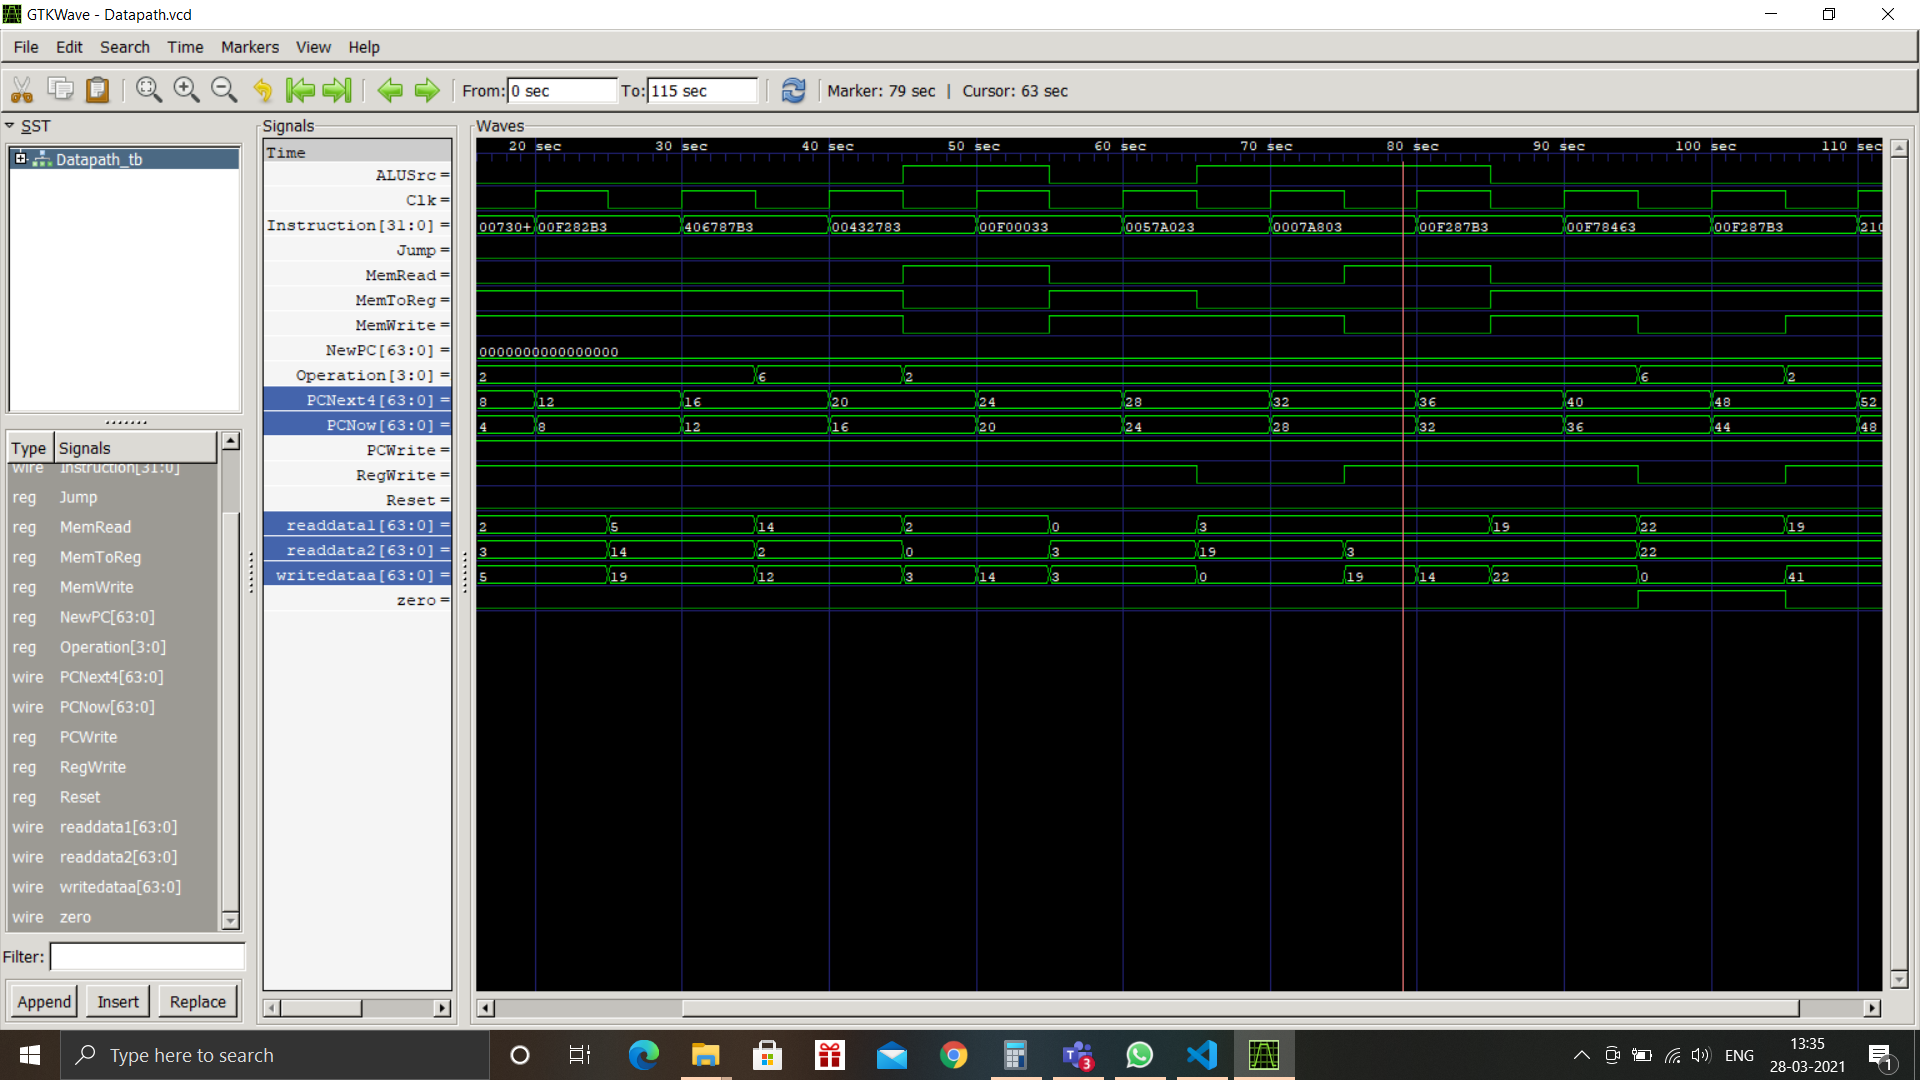 GTKWave - Datapath.vcd
File Edit Search Time Markers View Help
From: 0 sec To: 115 sec Marker: 79 sec | Cursor: 63 sec
SST
Datapath_tb
Type Signals
wire Instruction[31:0]
reg Jump
reg MemRead
reg MemToReg
reg MemWrite
reg NewPC[63:0]
reg Operation[3:0]
wire PCNext4[63:0]
wire PCNow[63:0]
reg PCWrite
reg RegWrite
reg Reset
wire readdata1[63:0]
wire readdata2[63:0]
wire writedataa[63:0]
wire zero
Filter:
Append Insert Replace
Signals
Time
ALUSrc =
Clk =
Instruction[31:0] =
Jump =
MemRead =
MemToReg =
MemWrite =
NewPC[63:0] =
Operation[3:0] =
PCNext4[63:0] =
PCNow[63:0] =
PCWrite =
RegWrite =
Reset =
readdata1[63:0] =
readdata2[63:0] =
writedataa[63:0] =
zero =
Waves
20 sec 30 sec 40 sec 50 sec 60 sec 70 sec 80 sec 90 sec 100 sec 110 sec
00730+ 00F282B3 406787B3 00432783 00F00033 0057A023 0007A803 00F287B3 00F78463 00F287B3 210
0000000000000000
2 6 2 6 2
8 12 16 20 24 28 32 36 40 48 52
4 8 12 16 20 24 28 32 36 44 48
2 5 14 2 0 3 19 22 19
3 14 2 0 3 19 3 22
5 19 12 3 14 3 0 19 14 22 0 41
Type here to search
3
ENG
13:35
28-03-2021
1